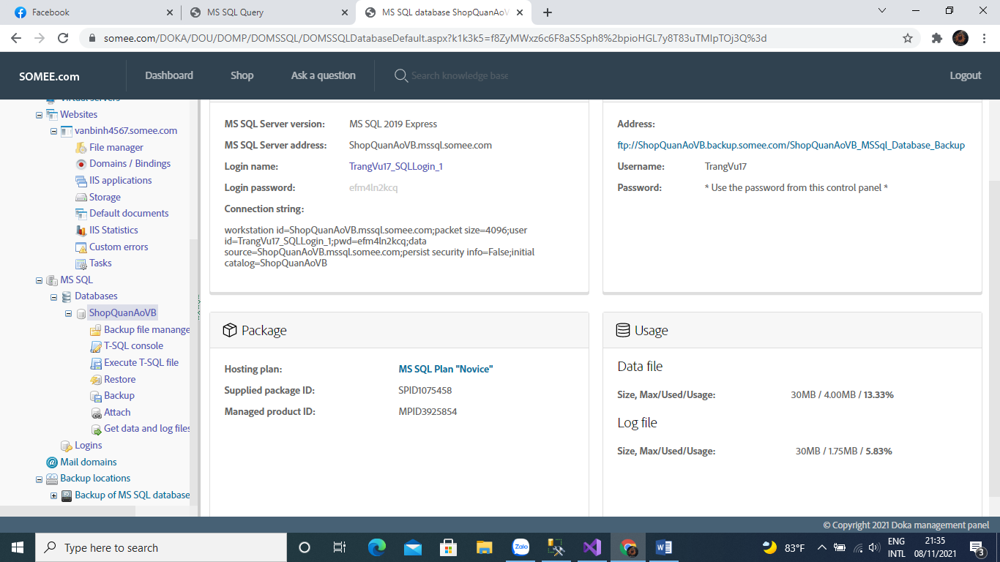 Facebook
MS SQL Query
MS SQL database ShopQuanAoV
somee.com/DOKA/DOU/DOMP/DOMSSQL/DOMSSQLDatabaseDefault.aspx?k1k3k5=f8ZyMWxz6c6F8aS5Sph8%2bpioHGL7y8T83uTMIpTOj3Q%3d
SOMEE.com
Dashboard
Shop
Ask a question
Search knowledge base
Logout
Virtual servers
Websites
vanbinh4567.somee.com
File manager
Domains / Bindings
IIS applications
Storage
Default documents
IIS Statistics
Custom errors
Tasks
MS SQL
Databases
ShopQuanAoVB
Backup file manange
T-SQL console
Execute T-SQL file
Restore
Backup
Attach
Get data and log files
Logins
Mail domains
Backup locations
Backup of MS SQL database
MS SQL Server version: MS SQL 2019 Express
MS SQL Server address: ShopQuanAoVB.mssql.somee.com
Login name: TrangVu17_SQLLogin_1
Login password: efm4ln2kcq
Connection string:
workstation id=ShopQuanAoVB.mssql.somee.com;packet size=4096;user
id=TrangVu17_SQLLogin_1;pwd=efm4ln2kcq;data
source=ShopQuanAoVB.mssql.somee.com;persist security info=False;initial
catalog=ShopQuanAoVB
Address:
ftp://ShopQuanAoVB.backup.somee.com/ShopQuanAoVB_MSSql_Database_Backup
Username: TrangVu17
Password: * Use the password from this control panel *
Package
Hosting plan: MS SQL Plan "Novice"
Supplied package ID: SPID1075458
Managed product ID: MPID3925854
Usage
Data file
Size, Max/Used/Usage: 30MB / 4.00MB / 13.33%
Log file
Size, Max/Used/Usage: 30MB / 1.75MB / 5.83%
© Copyright 2021 Doka management panel
Type here to search
Zalo
83°F
ENG
INTL
21:35
08/11/2021
3